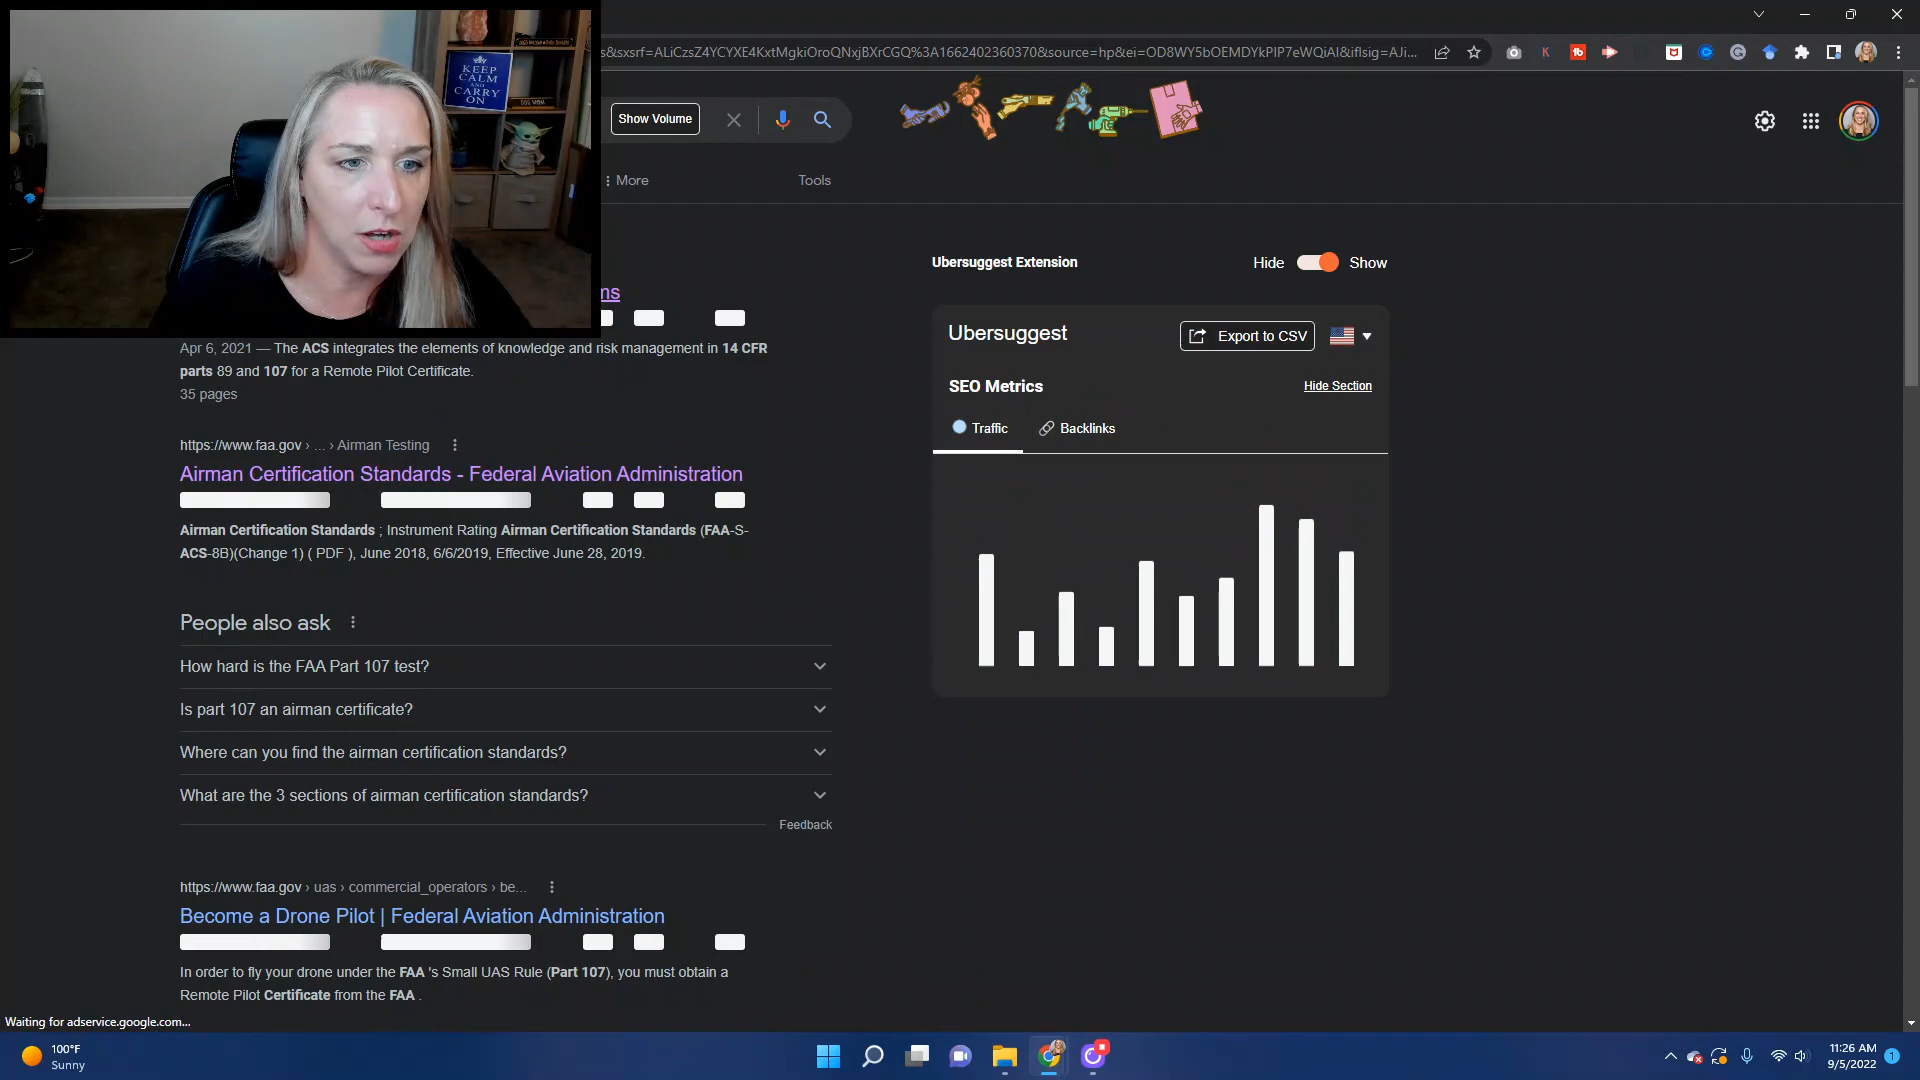 KEEP
CALM
AND
CARRY
ON
s&sxsrf=ALiCzsZ4YCYXE4KxtMgkiOroQNxjBXrCGQ%3A1662402360370&source=hp&ei=OD8WY5bOEMDYkPIP7eWQiAI&iflsig=AJi...
Show Volume
More
Tools
ms
Apr 6, 2021 — The ACS integrates the elements of knowledge and risk management in 14 CFR
parts 89 and 107 for a Remote Pilot Certificate.
35 pages
https://www.faa.gov › ... › Airman Testing
Airman Certification Standards - Federal Aviation Administration
Airman Certification Standards ; Instrument Rating Airman Certification Standards (FAA-S-
ACS-8B)(Change 1) ( PDF ), June 2018, 6/6/2019, Effective June 28, 2019.
People also ask
How hard is the FAA Part 107 test?
Is part 107 an airman certificate?
Where can you find the airman certification standards?
What are the 3 sections of airman certification standards?
Feedback
https://www.faa.gov › uas › commercial_operators › be...
Become a Drone Pilot | Federal Aviation Administration
In order to fly your drone under the FAA 's Small UAS Rule (Part 107), you must obtain a
Remote Pilot Certificate from the FAA .
Ubersuggest Extension
Hide
Show
Ubersuggest
Export to CSV
SEO Metrics
Hide Section
Traffic
Backlinks
Waiting for adservice.google.com...
100°F
Sunny
11:26 AM
9/5/2022
1